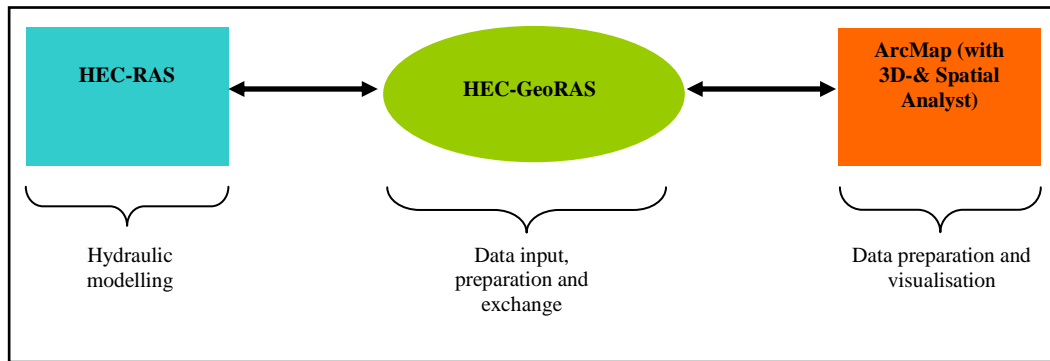 HEC-RAS
HEC-GeoRAS
ArcMap (with
3D-& Spatial
Analyst)
Hydraulic
modelling
Data input,
preparation and
exchange
Data preparation and
visualisation